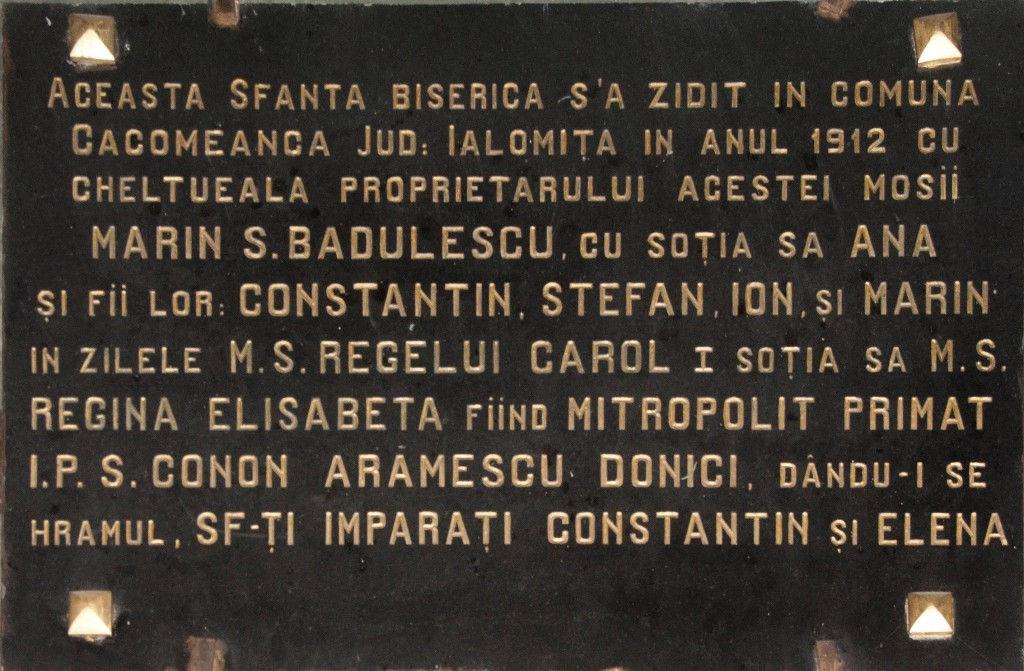 ACEASTA SFANTA BISERICA S'A ZIDIT IN COMUNA
CACOMEANCA JUD: IALOMIȚA IN ANUL 1912 CU
CHELTUEALA PROPRIETARULUI ACESTEI MOSII
MARIN S. BADULESCU, CU SOȚIA SA ANA
ȘI FII LOR: CONSTANTIN, STEFAN, ION, ȘI MARIN
IN ZILELE M.S. REGELUI CAROL I SOȚIA SA M.S.
REGINA ELISABETA FIIND MITROPOLIT PRIMAT
I.P.S. CONON ARĂMESCU DONICI, DÂNDU-I SE
HRAMUL, SF-ȚI IMPARAȚI CONSTANTIN ȘI ELENA